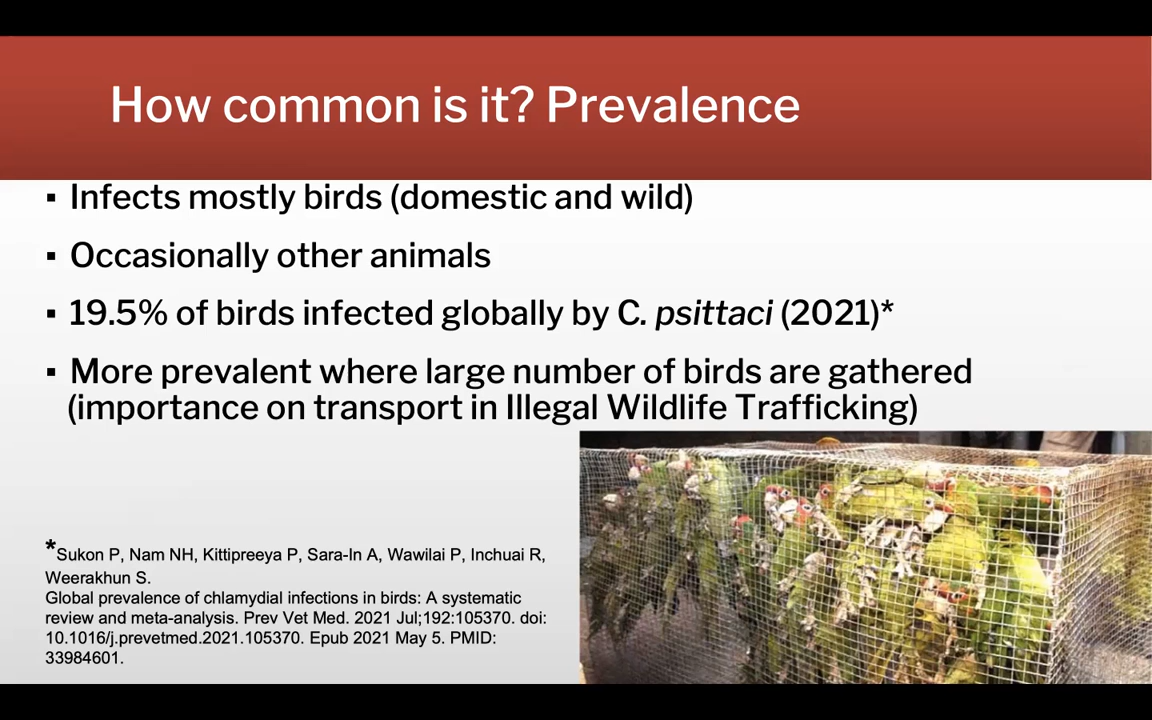 How common is it? Prevalence
▪ Infects mostly birds (domestic and wild)
▪ Occasionally other animals
▪ 19.5% of birds infected globally by C. psittaci (2021)*
▪ More prevalent where large number of birds are gathered
(importance on transport in Illegal Wildlife Trafficking)
*Sukon P, Nam NH, Kittipreeya P, Sara-In A, Wawilai P, Inchuai R,
Weerakhun S.
Global prevalence of chlamydial infections in birds: A systematic
review and meta-analysis. Prev Vet Med. 2021 Jul;192:105370. doi:
10.1016/j.prevetmed.2021.105370. Epub 2021 May 5. PMID:
33984601.